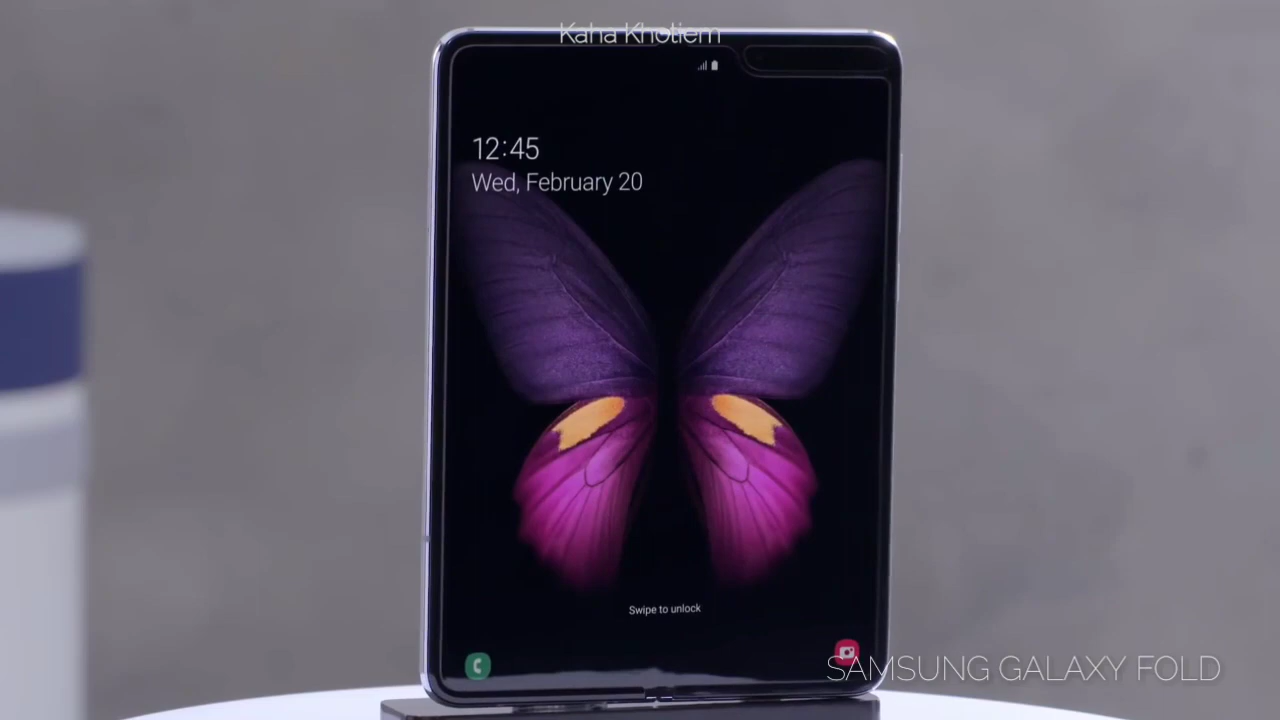 Kaha Khotiem
12:45
Wed, February 20
Swipe to unlock
SAMSUNG GALAXY FOLD